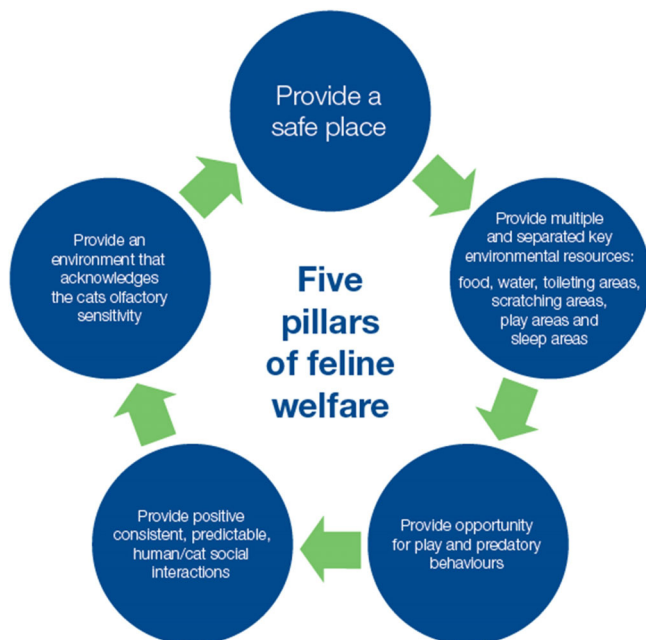 Provide a
safe place
Provide multiple
and separated key
environmental resources:
food, water, toileting areas,
scratching areas,
play areas and
sleep areas
Provide opportunity
for play and predatory
behaviours
Provide positive
consistent, predictable,
human/cat social
interactions
Provide an
environment that
acknowledges
the cats olfactory
sensitivity
Five
pillars
of feline
welfare